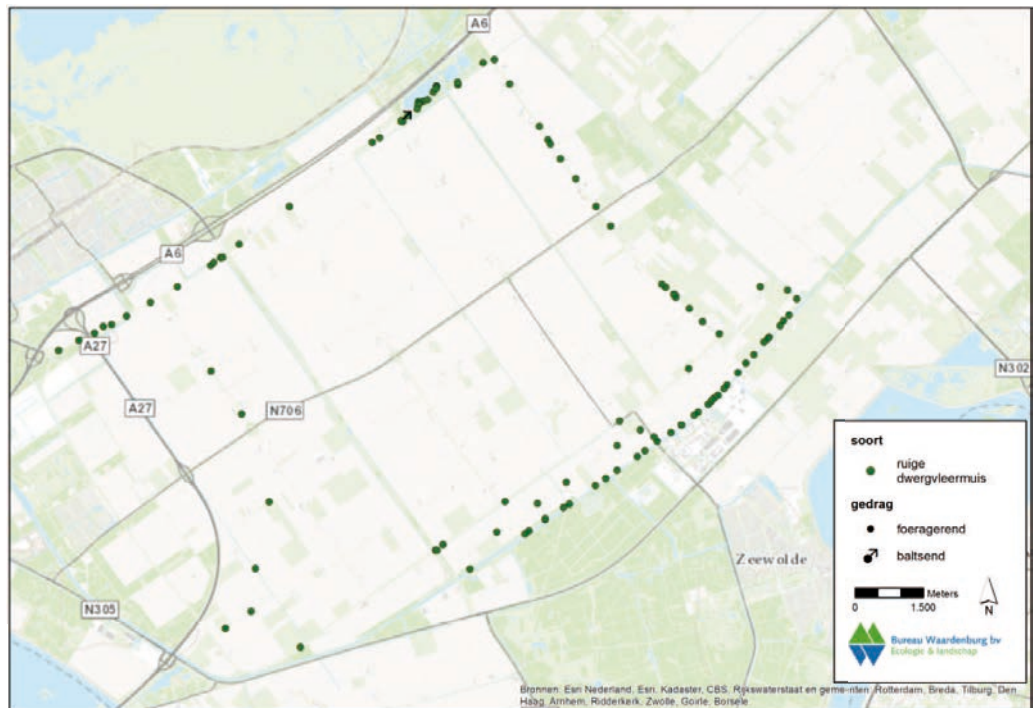 A6
A6
A27
A27
N706
N302
N305
Zeewolde
soort
ruige
dwergvleermuis
gedrag
foeragerend
baltsend
Meters
0 1.500
N
Bureau Waardenburg bv
Ecologie & landschap
Bronnen: Esri Nederland, Esri, Kadaster, CBS, Rijkswaterstaat en gemeenten: Rotterdam, Breda, Tilburg, Den
Haag, Arnhem, Ridderkerk, Zwolle, Goirle, Borsele